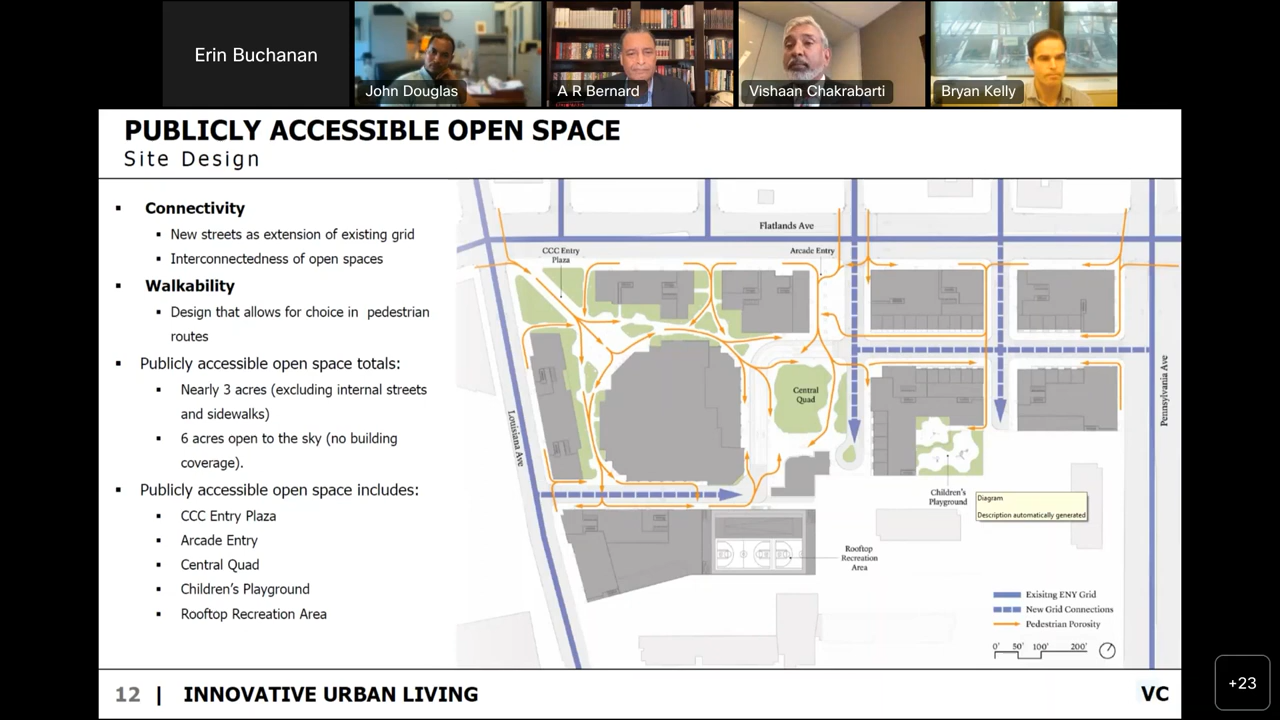 Erin Buchanan
John Douglas
A R Bernard
Vishaan Chakrabarti
Bryan Kelly
PUBLICLY ACCESSIBLE OPEN SPACE
Site Design
▪ Connectivity
▪ New streets as extension of existing grid
▪ Interconnectedness of open spaces
▪ Walkability
▪ Design that allows for choice in pedestrian
routes
▪ Publicly accessible open space totals:
▪ Nearly 3 acres (excluding internal streets
and sidewalks)
▪ 6 acres open to the sky (no building
coverage).
▪ Publicly accessible open space includes:
▪ CCC Entry Plaza
▪ Arcade Entry
▪ Central Quad
▪ Children's Playground
▪ Rooftop Recreation Area
Flatlands Ave
CCC Entry
Plaza
Arcade Entry
Central
Quad
Louisiana Ave
Pennsylvania Ave
Children's
Playground
Diagram
Description automatically generated
Rooftop
Recreation
Area
Exisitng ENY Grid
New Grid Connections
Pedestrian Porosity
0' 50' 100' 200'
12 | INNOVATIVE URBAN LIVING
VC
+23